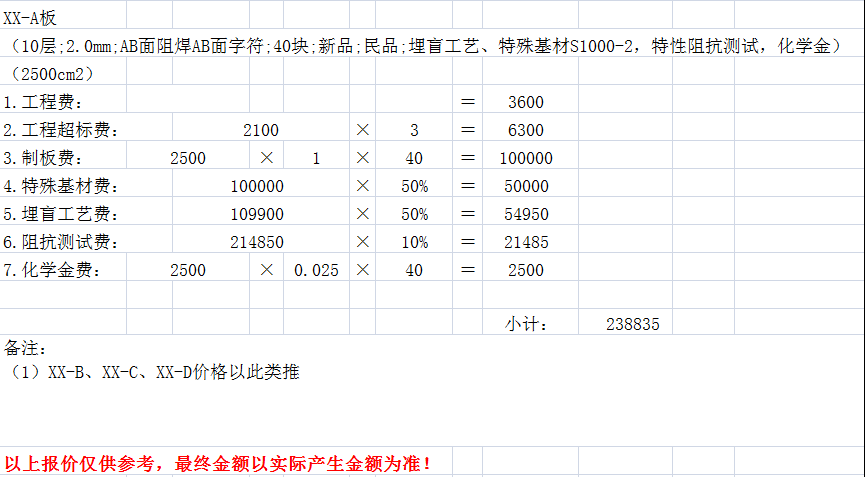 XX-A板
（10层;2.0mm;AB面阻焊AB面字符;40块;新品;民品;埋盲工艺、特殊基材S1000-2，特性阻抗测试，化学金）
（2500cm2）
1.工程费： ＝ 3600
2.工程超标费： 2100 × 3 ＝ 6300
3.制板费： 2500 × 1 × 40 ＝ 100000
4.特殊基材费： 100000 × 50% ＝ 50000
5.埋盲工艺费： 109900 × 50% ＝ 54950
6.阻抗测试费： 214850 × 10% ＝ 21485
7.化学金费： 2500 × 0.025 × 40 ＝ 2500
小计： 238835
备注：
（1）XX-B、XX-C、XX-D价格以此类推
以上报价仅供参考，最终金额以实际产生金额为准！